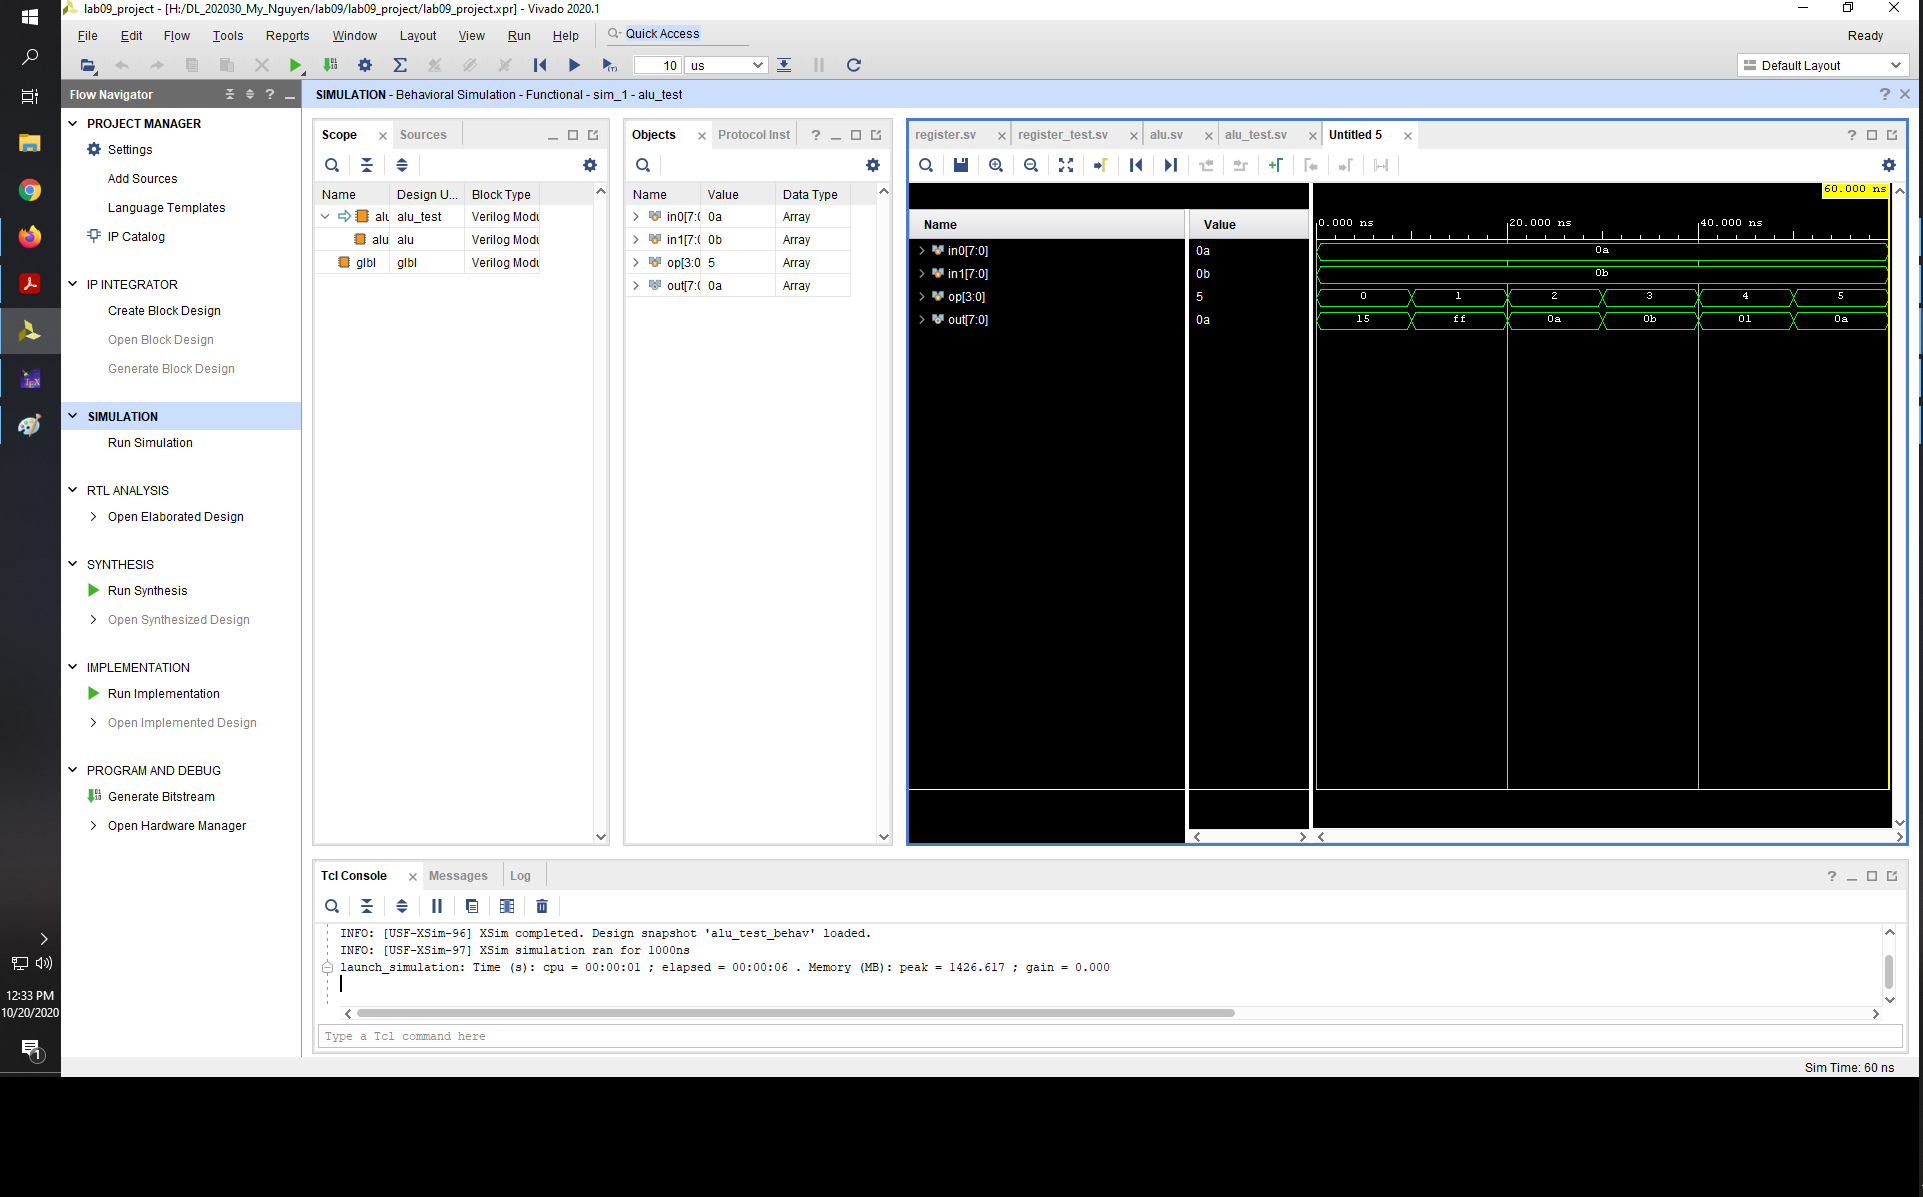 lab09_project - [H:/DL_202030_My_Nguyen/lab09/lab09_project/lab09_project.xpr] - Vivado 2020.1
File Edit Flow Tools Reports Window Layout View Run Help Quick Access
Ready
10 us
Default Layout
Flow Navigator
PROJECT MANAGER
Settings
Add Sources
Language Templates
IP Catalog
IP INTEGRATOR
Create Block Design
Open Block Design
Generate Block Design
SIMULATION
Run Simulation
RTL ANALYSIS
Open Elaborated Design
SYNTHESIS
Run Synthesis
Open Synthesized Design
IMPLEMENTATION
Run Implementation
Open Implemented Design
PROGRAM AND DEBUG
Generate Bitstream
Open Hardware Manager
SIMULATION - Behavioral Simulation - Functional - sim_1 - alu_test
Scope Sources
Name Design U... Block Type
alu alu_test Verilog Modu
alu alu Verilog Modu
glbl glbl Verilog Modu
Objects Protocol Inst
Name Value Data Type
in0[7:0 0a Array
in1[7:0 0b Array
op[3:0 5 Array
out[7:0 0a Array
register.sv register_test.sv alu.sv alu_test.sv Untitled 5
60.000 ns
Name Value
0.000 ns 20.000 ns 40.000 ns
in0[7:0] 0a 0a
in1[7:0] 0b 0b
op[3:0] 5 0 1 2 3 4 5
out[7:0] 0a 15 ff 0a 0b 01 0a
Tcl Console Messages Log
INFO: [USF-XSim-96] XSim completed. Design snapshot 'alu_test_behav' loaded.
INFO: [USF-XSim-97] XSim simulation ran for 1000ns
launch_simulation: Time (s): cpu = 00:00:01 ; elapsed = 00:00:06 . Memory (MB): peak = 1426.617 ; gain = 0.000
Type a Tcl command here
Sim Time: 60 ns
12:33 PM
10/20/2020
1